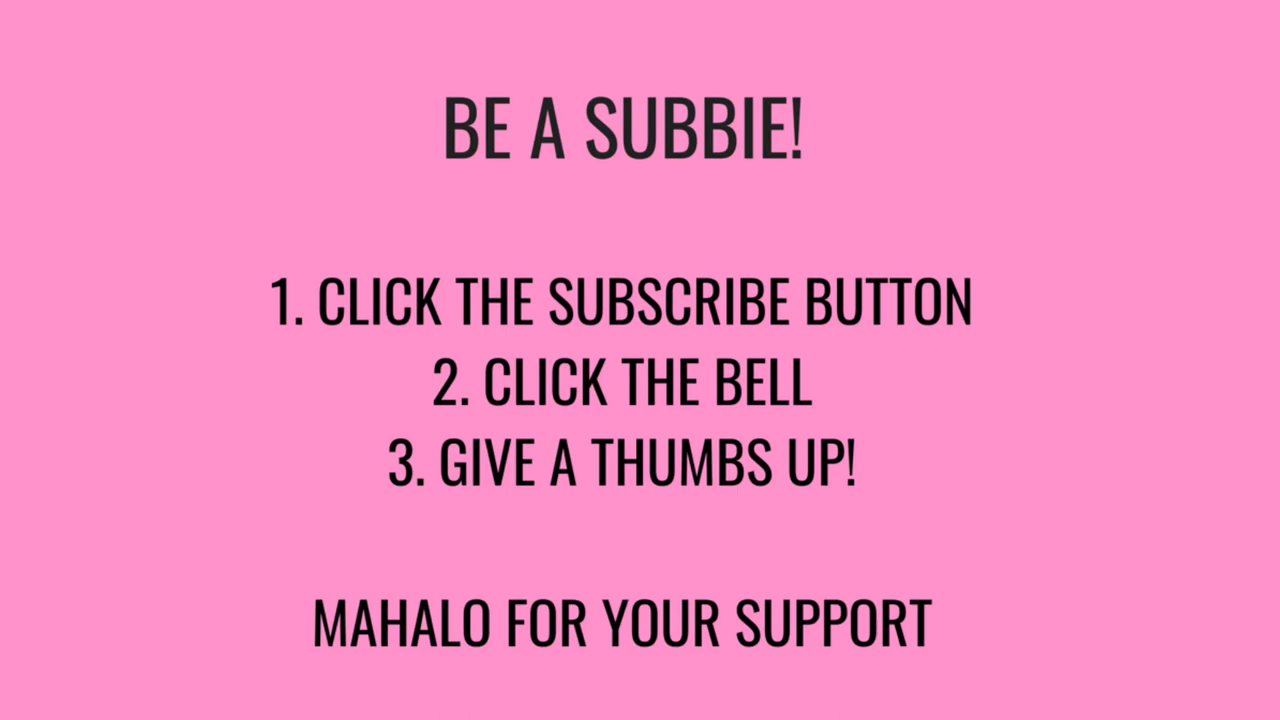 BE A SUBBIE!
1. CLICK THE SUBSCRIBE BUTTON
2. CLICK THE BELL
3. GIVE A THUMBS UP!
MAHALO FOR YOUR SUPPORT